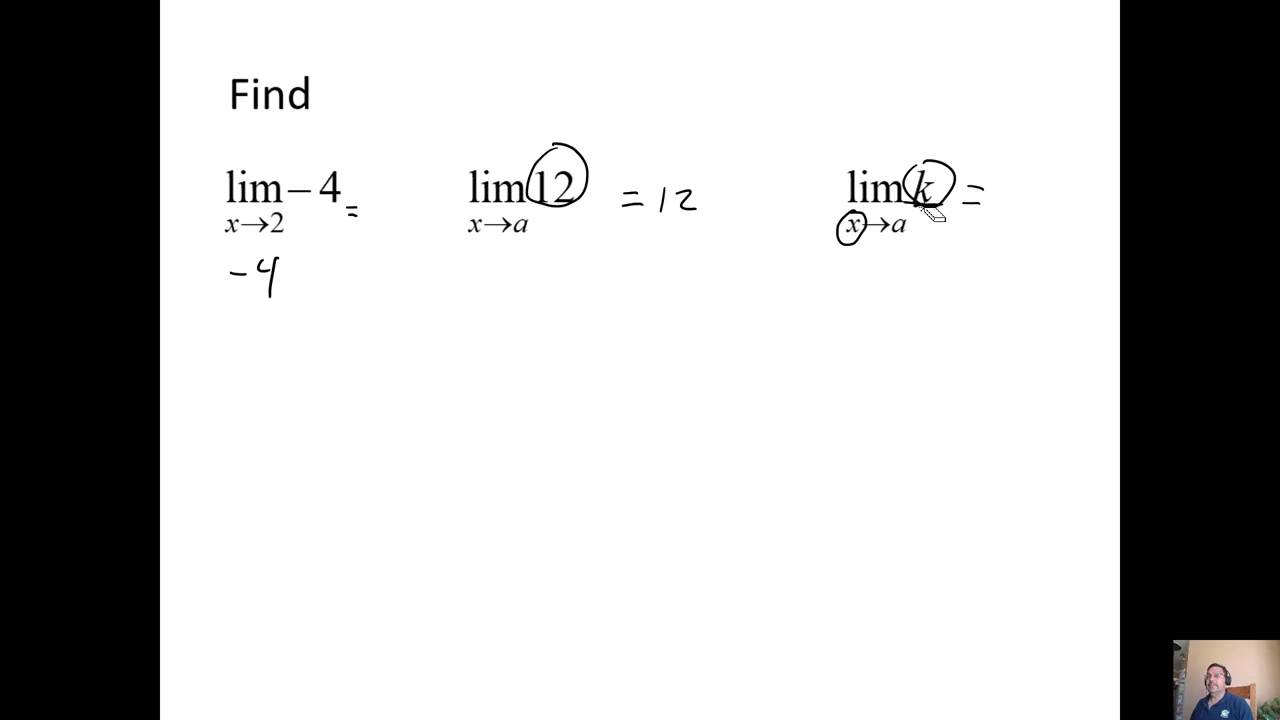 Find
lim – 4 =
x→2
– 4
lim 12 = 12
x→a
lim k =
x→a